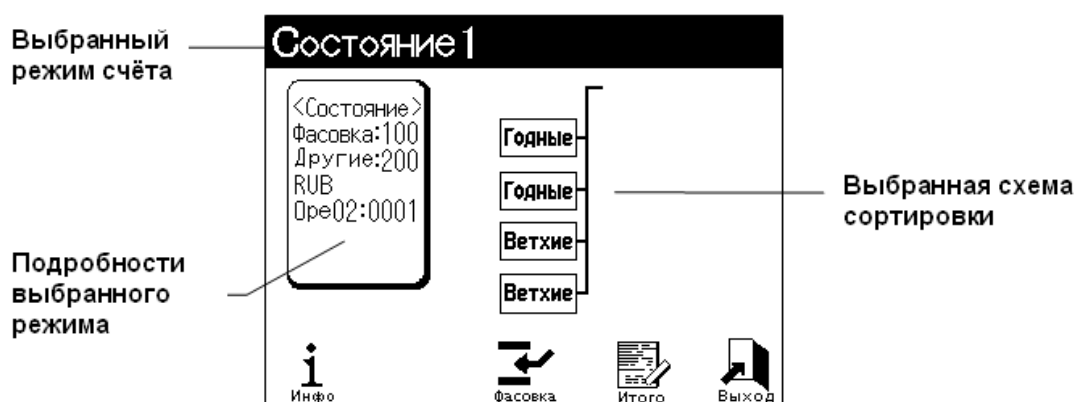 Выбранный
режим счёта
Состояние1
<Состояние>
Фасовка:100
Другие:200
RUB
Опе02:0001
Годные
Годные
Ветхие
Ветхие
Выбранная схема
сортировки
Подробности
выбранного
режима
Инфо
Фасовка
Итого
Выход